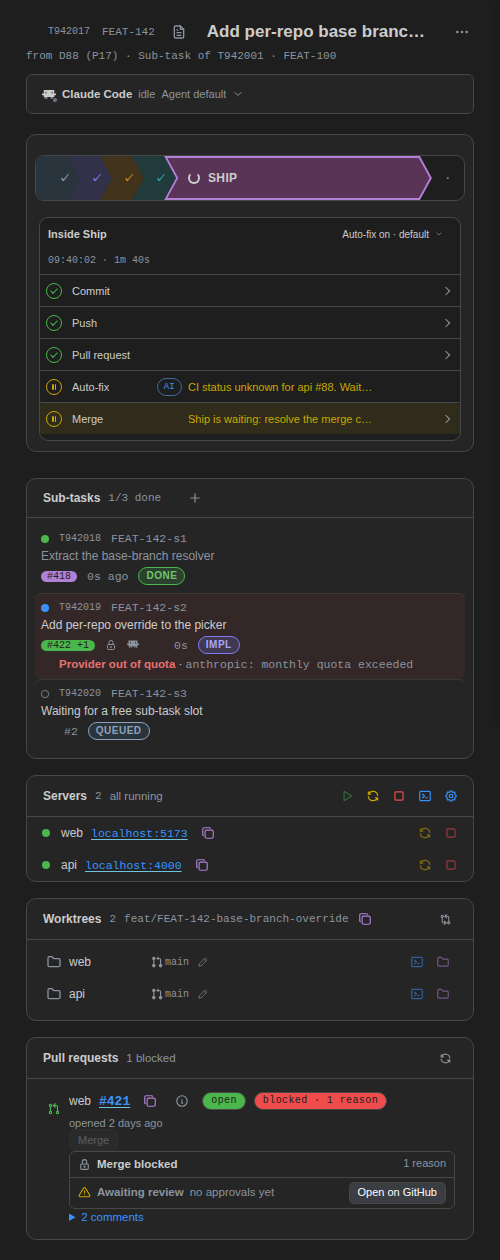 T942017 FEAT-142 Add per-repo base branc…
from D88 (P17) · Sub-task of T942001 · FEAT-100
Claude Code idle Agent default
SHIP
Inside Ship Auto-fix on · default
09:40:02 · 1m 40s
Commit
Push
Pull request
Auto-fix AI CI status unknown for api #88. Wait…
Merge Ship is waiting: resolve the merge c…
Sub-tasks 1/3 done
T942018 FEAT-142-s1
Extract the base-branch resolver
#418 0s ago DONE
T942019 FEAT-142-s2
Add per-repo override to the picker
#422 +1 0s IMPL
Provider out of quota · anthropic: monthly quota exceeded
T942020 FEAT-142-s3
Waiting for a free sub-task slot
#2 QUEUED
Servers 2 all running
web localhost:5173
api localhost:4000
Worktrees 2 feat/FEAT-142-base-branch-override
web main
api main
Pull requests 1 blocked
web #421 open blocked · 1 reason
opened 2 days ago
Merge
Merge blocked 1 reason
Awaiting review no approvals yet Open on GitHub
2 comments